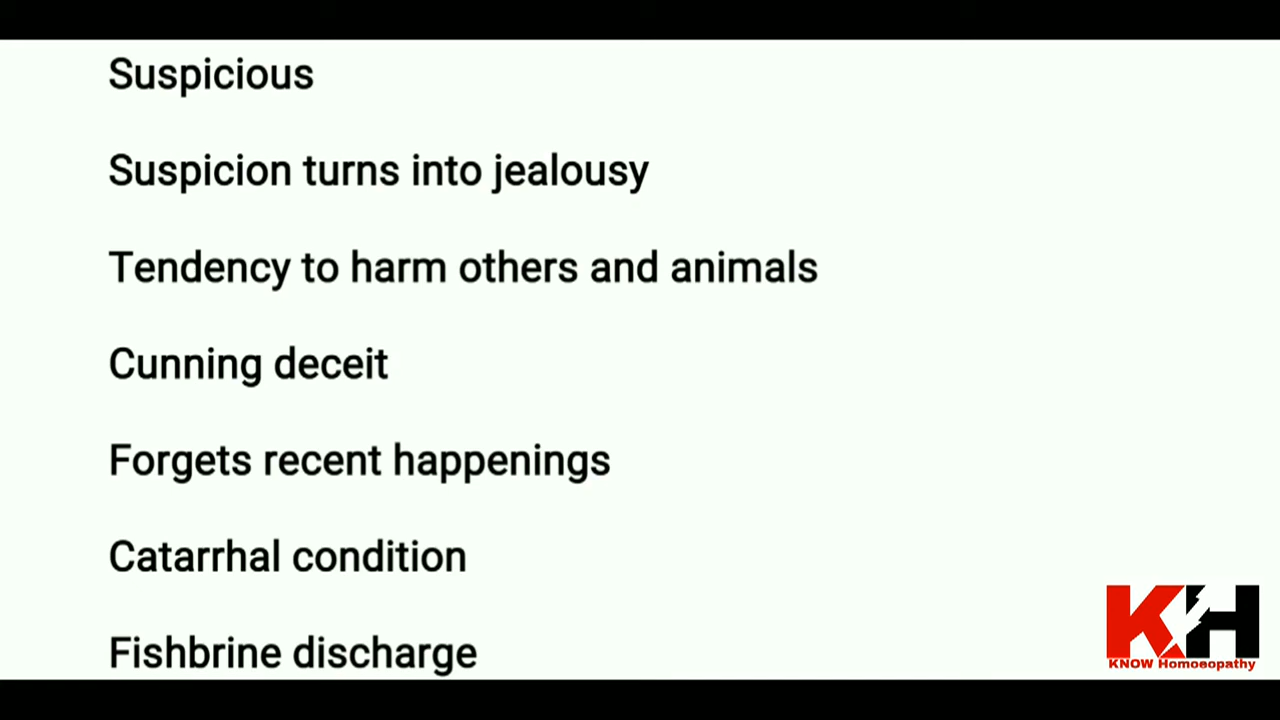 Suspicious
Suspicion turns into jealousy
Tendency to harm others and animals
Cunning deceit
Forgets recent happenings
Catarrhal condition
Fishbrine discharge
KH
KNOW Homoeopathy